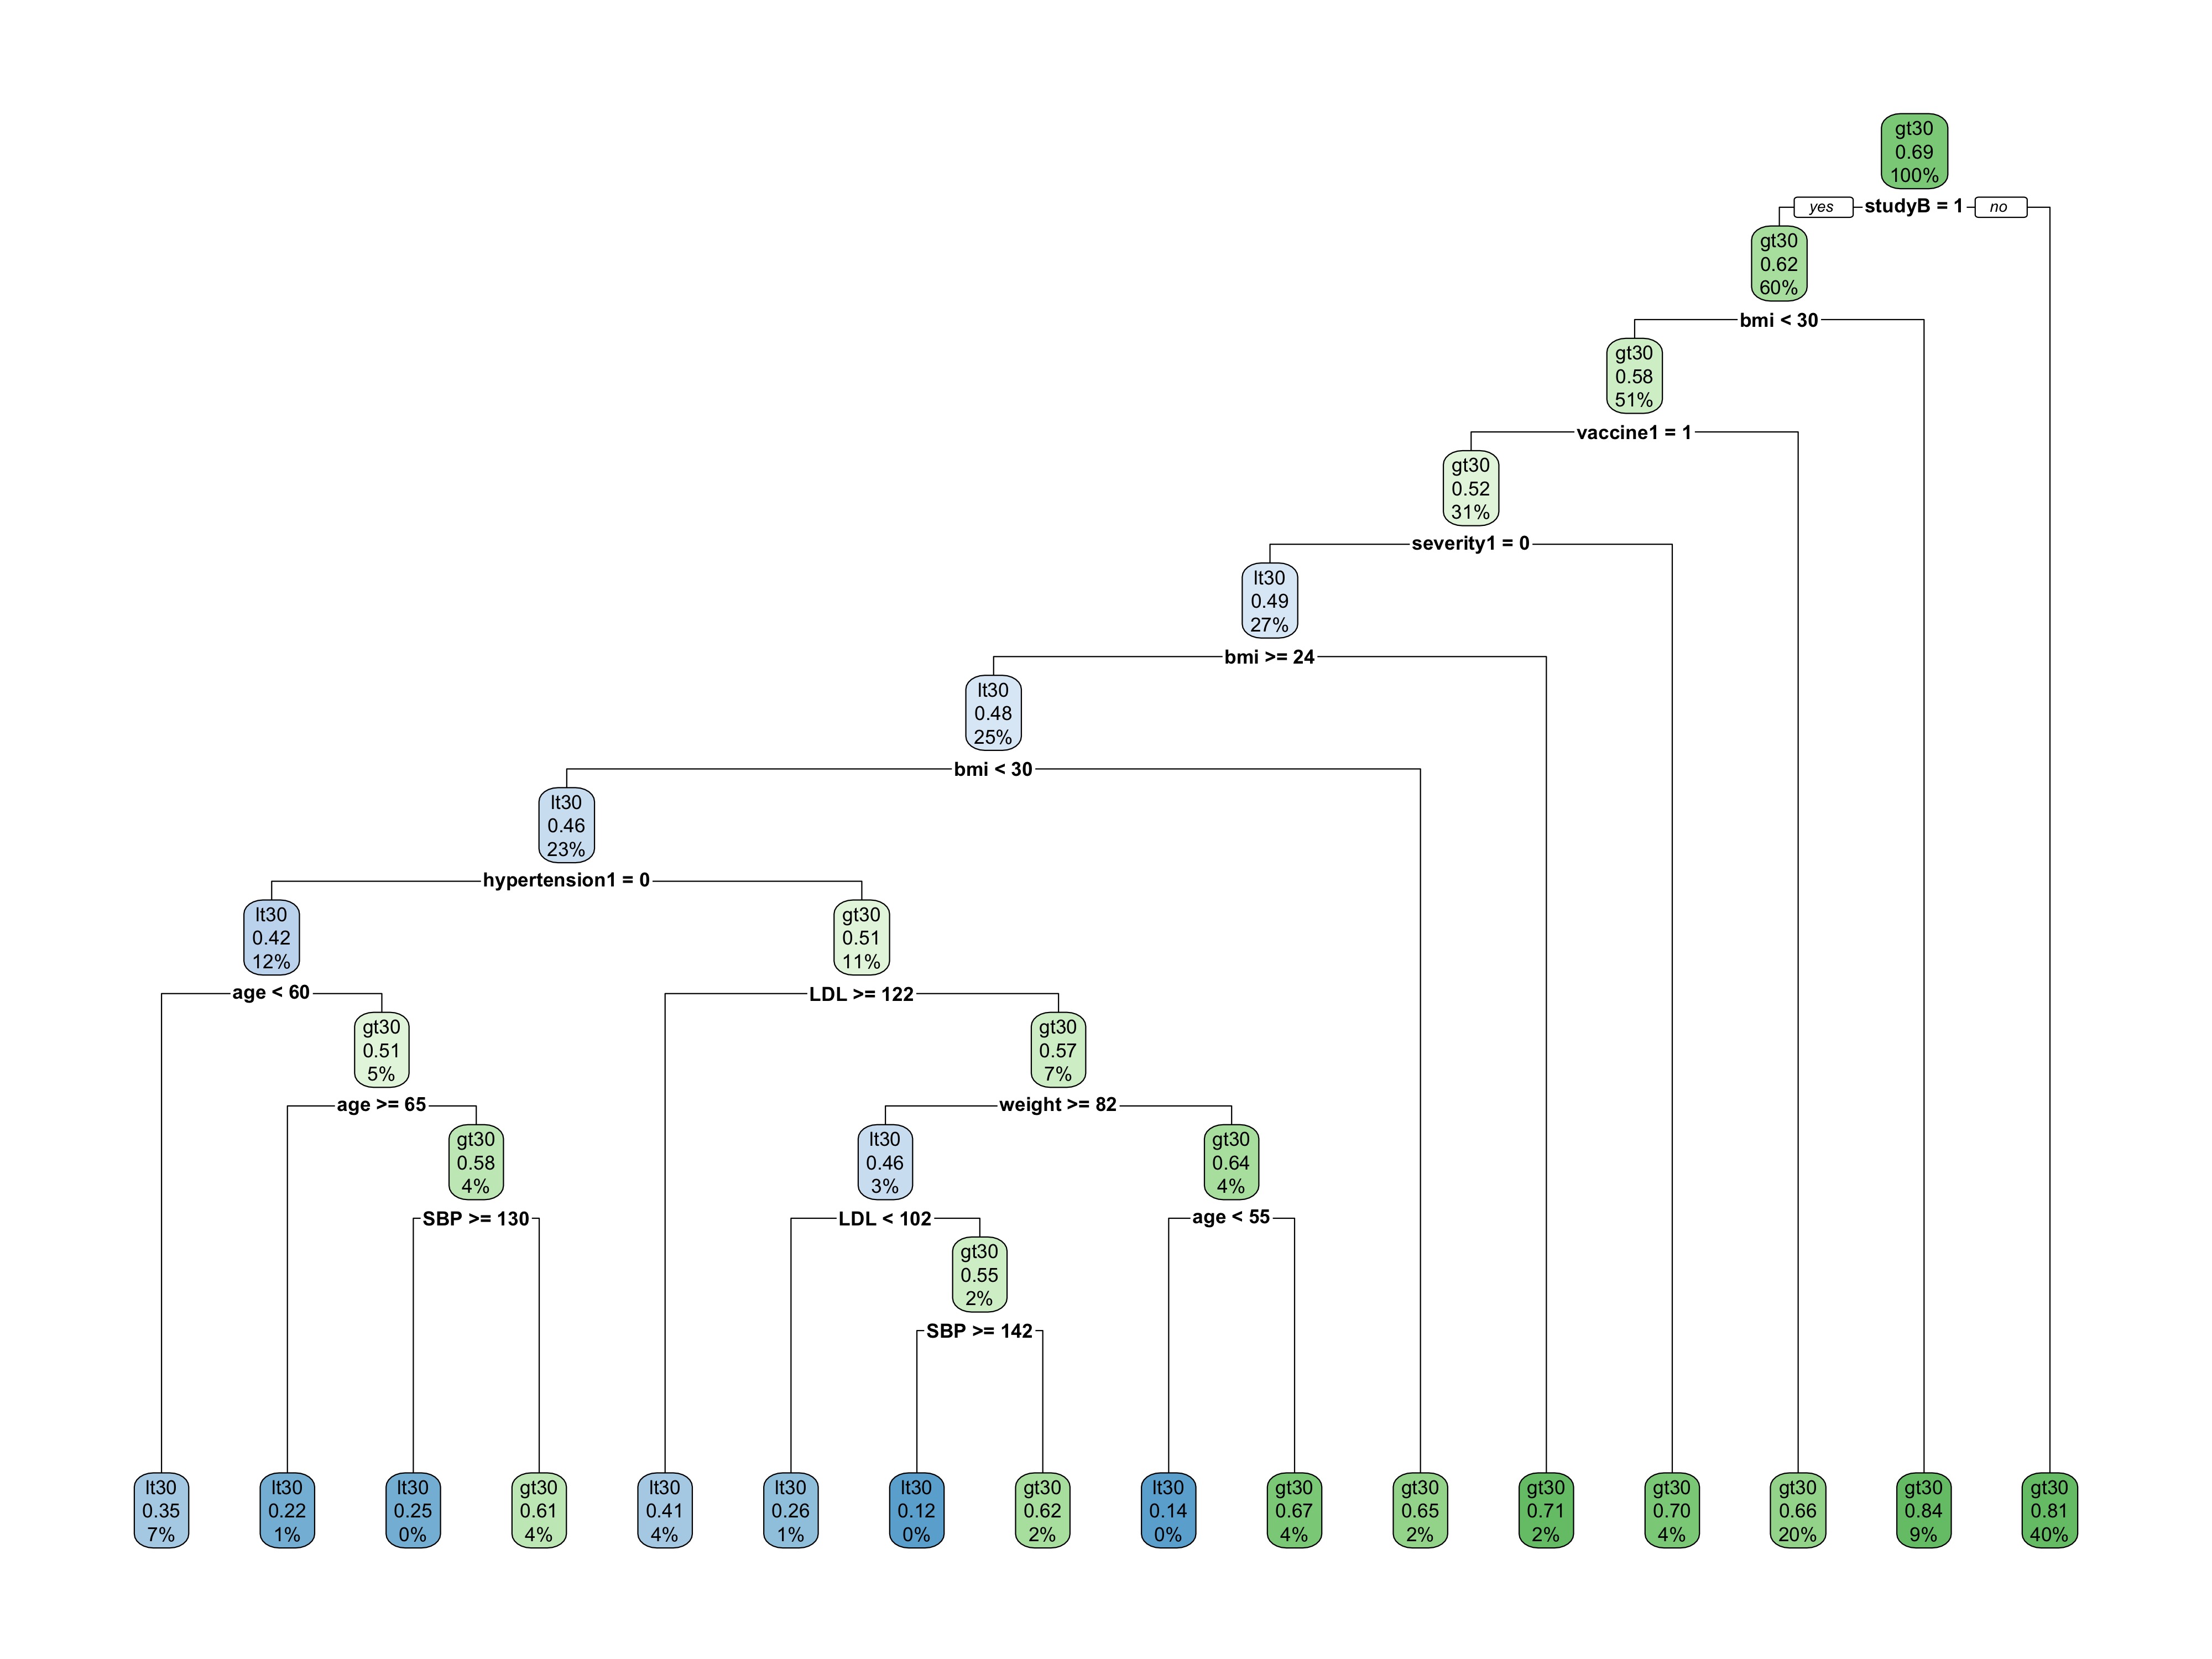 gt30
0.69
100%
yes studyB = 1 no
gt30
0.62
60%
bmi < 30
gt30
0.58
51%
vaccine1 = 1
gt30
0.52
31%
severity1 = 0
lt30
0.49
27%
bmi >= 24
lt30
0.48
25%
bmi < 30
lt30
0.46
23%
hypertension1 = 0
lt30 gt30
0.42 0.51
12% 11%
age < 60 LDL >= 122
gt30 gt30
0.51 0.57
5% 7%
age >= 65 weight >= 82
gt30 lt30 gt30
0.58 0.46 0.64
4% 3% 4%
SBP >= 130 LDL < 102 age < 55
gt30
0.55
2%
SBP >= 142
lt30 lt30 lt30 gt30 lt30 lt30 lt30 gt30 lt30 gt30 gt30 gt30 gt30 gt30 gt30 gt30
0.35 0.22 0.25 0.61 0.41 0.26 0.12 0.62 0.14 0.67 0.65 0.71 0.70 0.66 0.84 0.81
7% 1% 0% 4% 4% 1% 0% 2% 0% 4% 2% 2% 4% 20% 9% 40%